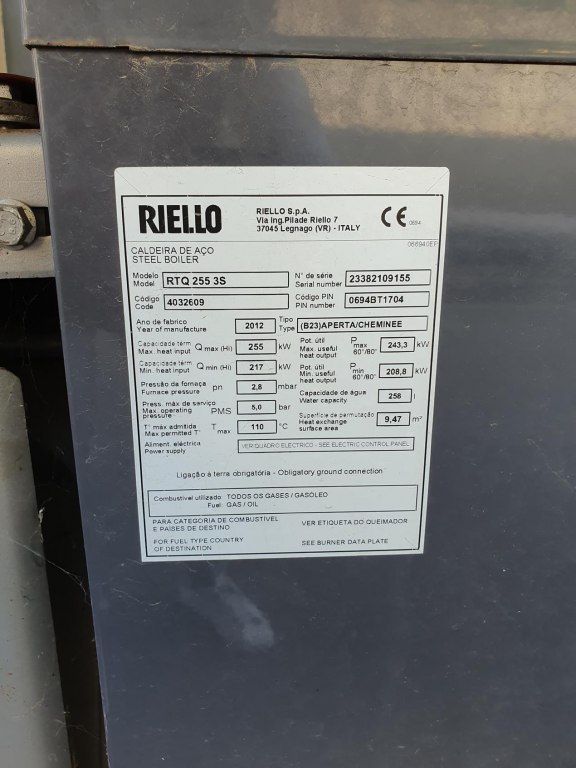 RIELLO
RIELLO S.p.A.
Via Ing.Pilade Riello 7
37045 Legnago (VR) - ITALY
CE 0694
066940EP
CALDEIRA DE AÇO
STEEL BOILER
Modelo
Model
RTQ 255 3S
N° de série
Serial number
23382109155
Código
Code
4032609
Código PIN
PIN number
0694BT1704
Ano de fabrico
Year of manufacture
2012
Tipo
Type
(B23)APERTA/CHEMINEE
Capacidade térm.
Max. heat input
Q max (Hi) 255 kW
Pot. útil
Max. useful
heat output
P max
60°/80° 243,3 kW
Capacidade térm.
Min. heat input
Q min (Hi) 217 kW
Pot. útil
Min. useful
heat output
P min
60°/80° 208,8 kW
Pressão da fornaça
Furnace pressure
pn 2,8 mbar
Capacidade de água
Water capacity
258 l
Press. máx de serviço
Max. operating
pressure
PMS 5,0 bar
Superfície de permutação
Heat exchange
surface area
9,47 m²
T° máx admitida
Max permitted T°
T max 110 °C
Aliment. eléctrica
Power supply
VER QUADRO ELECTRICO - SEE ELECTRIC CONTROL PANEL
Ligação à terra obrigatória - Obligatory ground connection
Combustível utilizado: TODOS OS GASES / GASOLEO
Fuel: GAS / OIL
PARA CATEGORIA DE COMBUSTÍVEL
E PAÍSES DE DESTINO
VER ETIQUETA DO QUEIMADOR
FOR FUEL TYPE COUNTRY
OF DESTINATION
SEE BURNER DATA PLATE